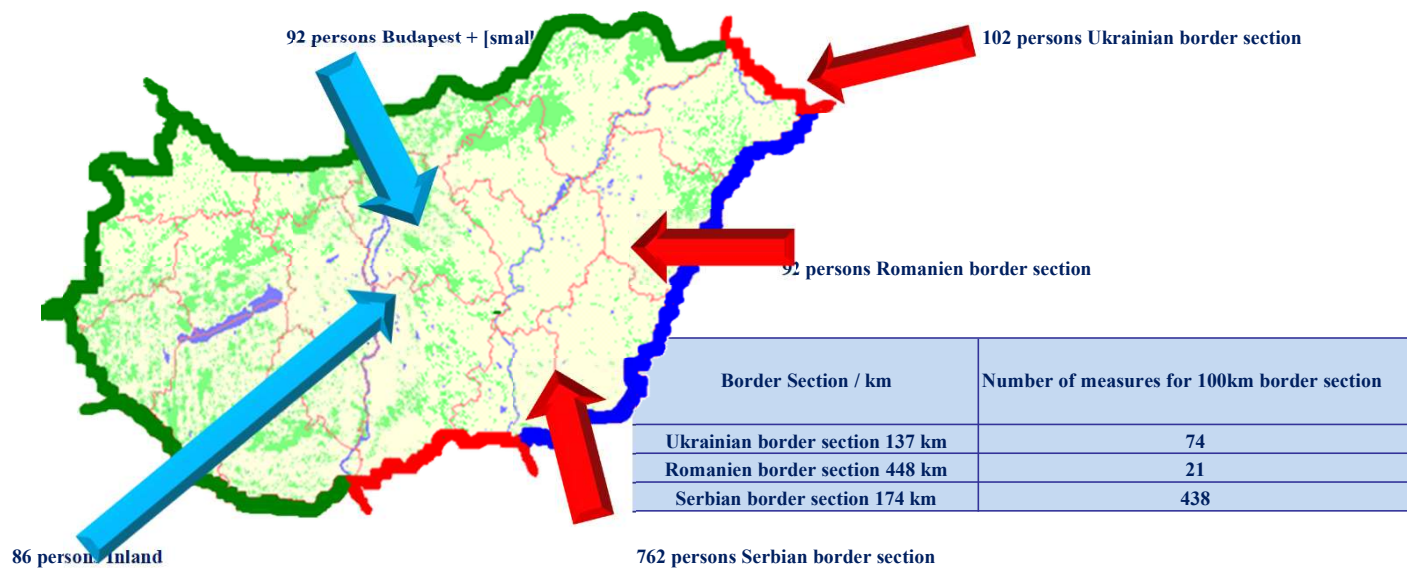 92 persons Budapest + [small
102 persons Ukrainian border section
92 persons Romanien border section
Border Section / km Number of measures for 100km border section
Ukrainian border section 137 km 74
Romanien border section 448 km 21
Serbian border section 174 km 438
86 person Inland
762 persons Serbian border section